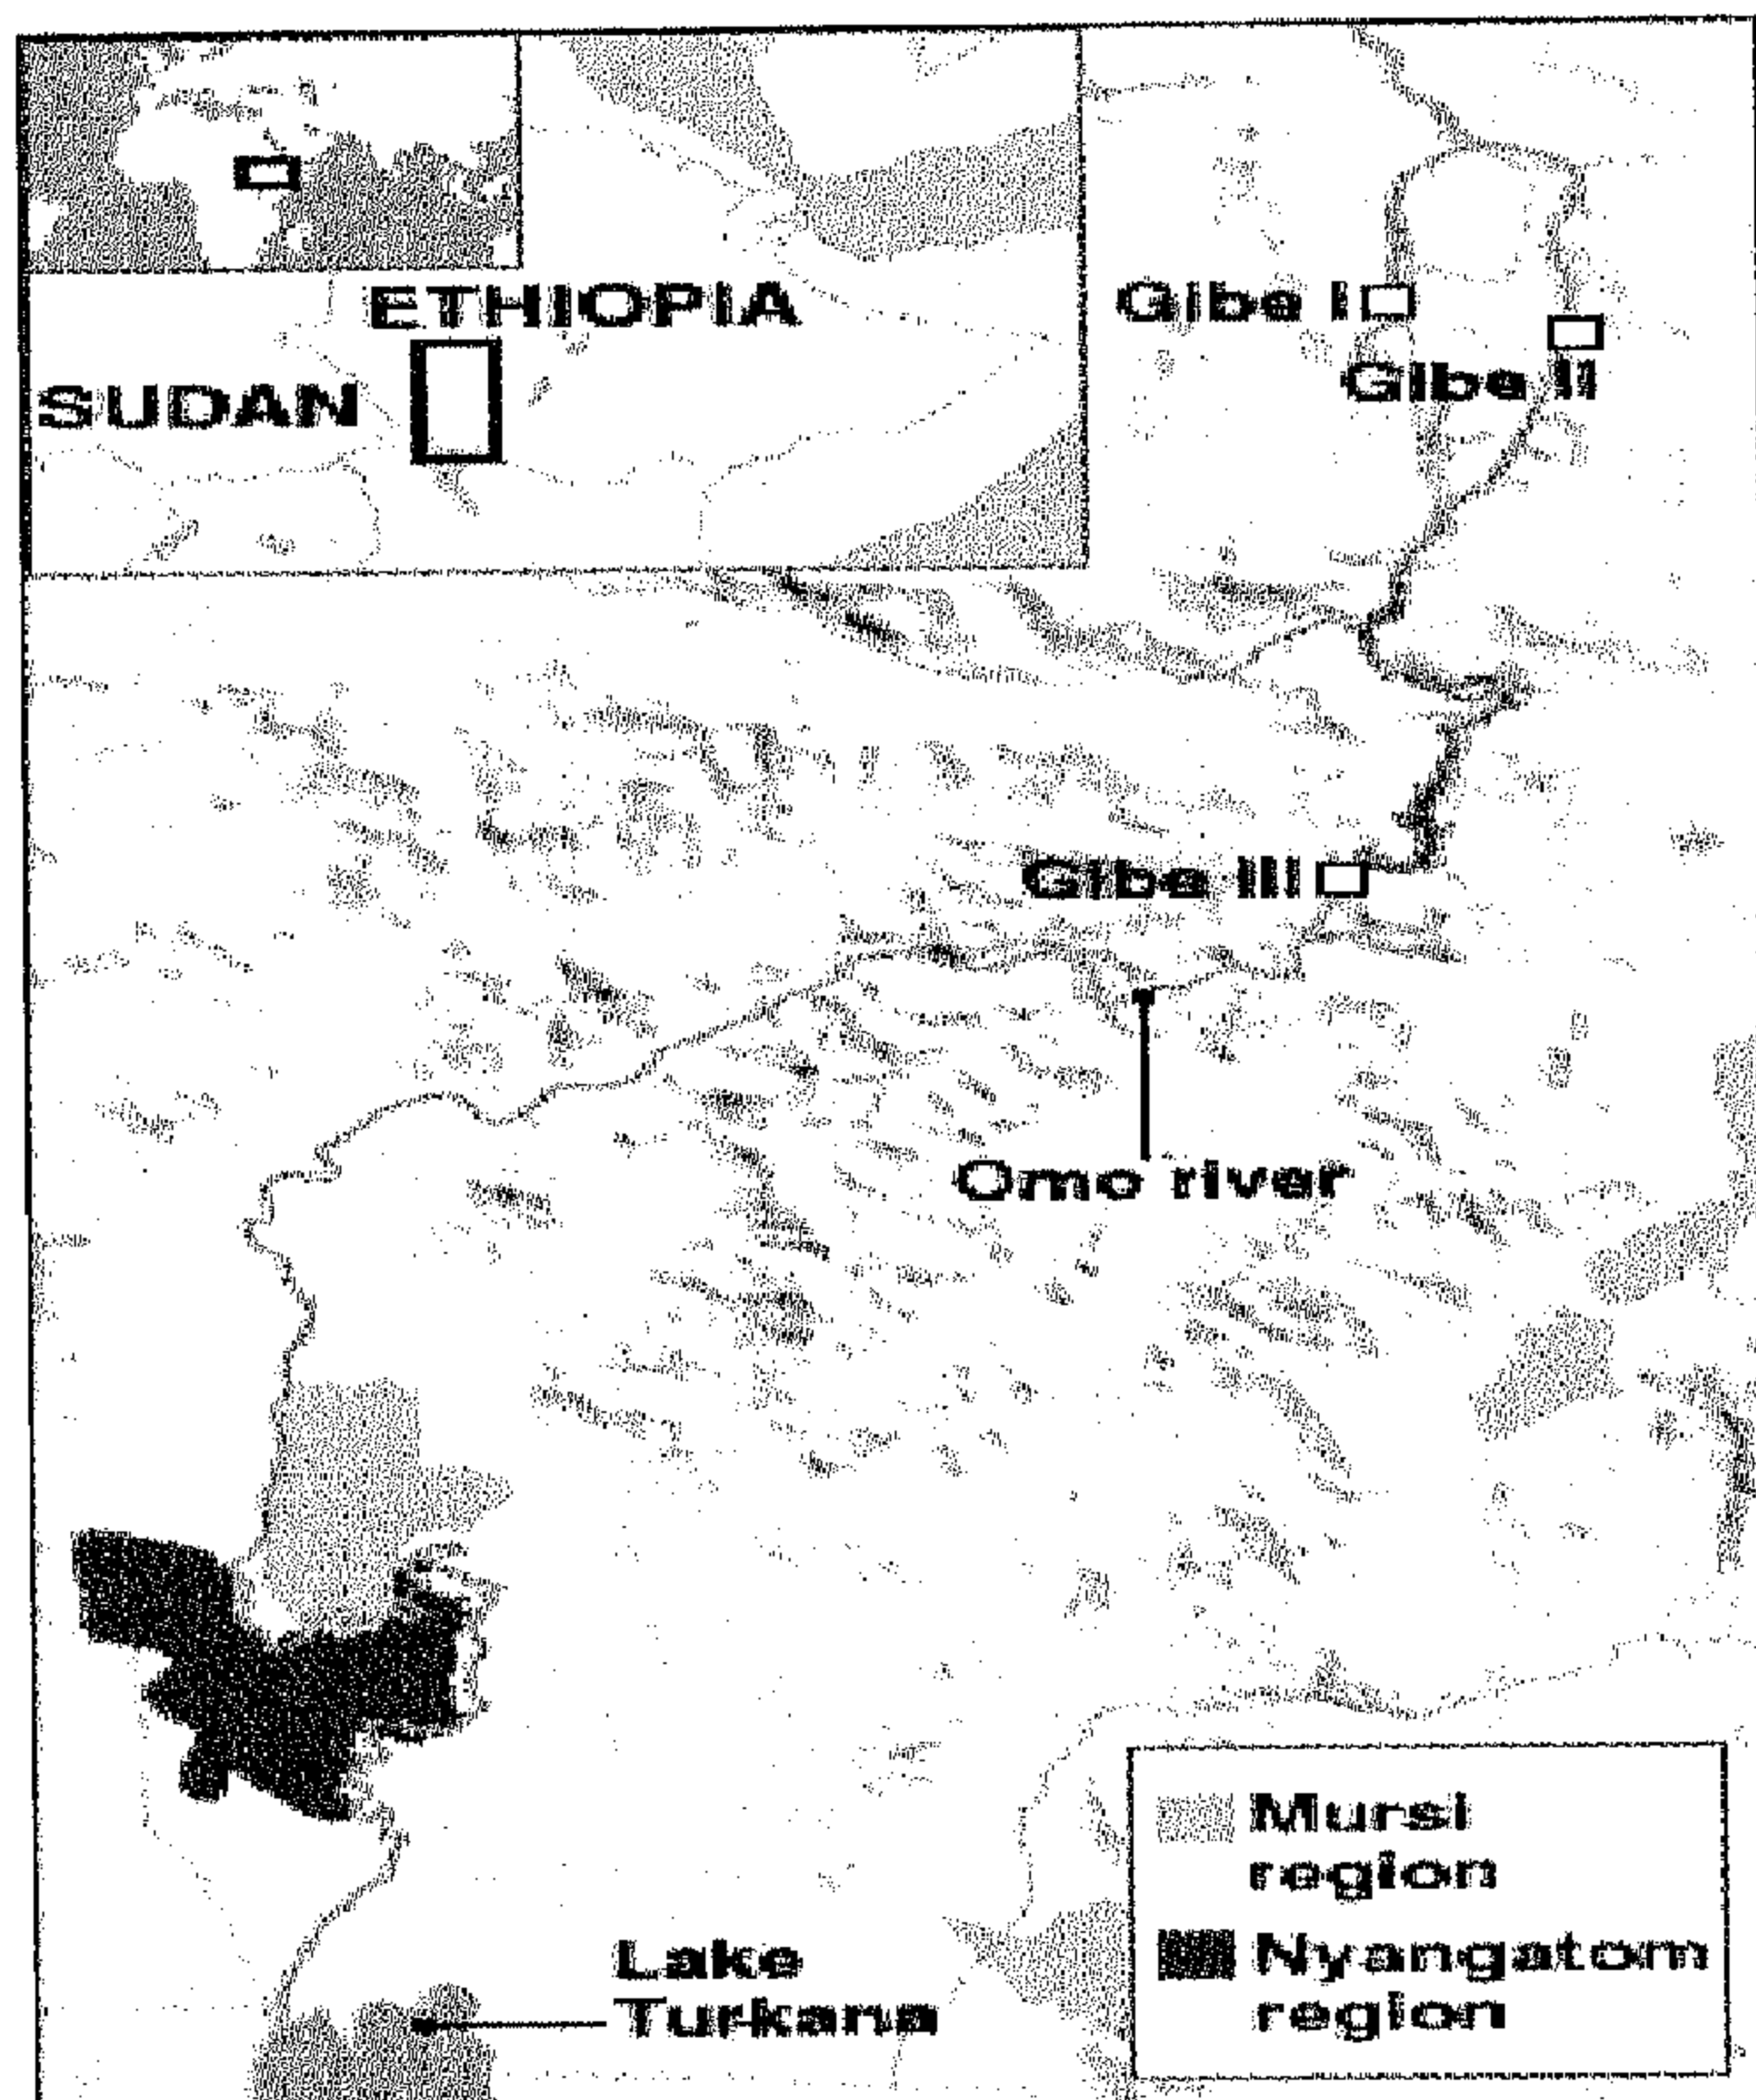 ETHIOPIA
SUDAN
Gibe I
Gibe II
Gibe III
Omo river
Mursi
region
Nyangatom
region
Lake
Turkana